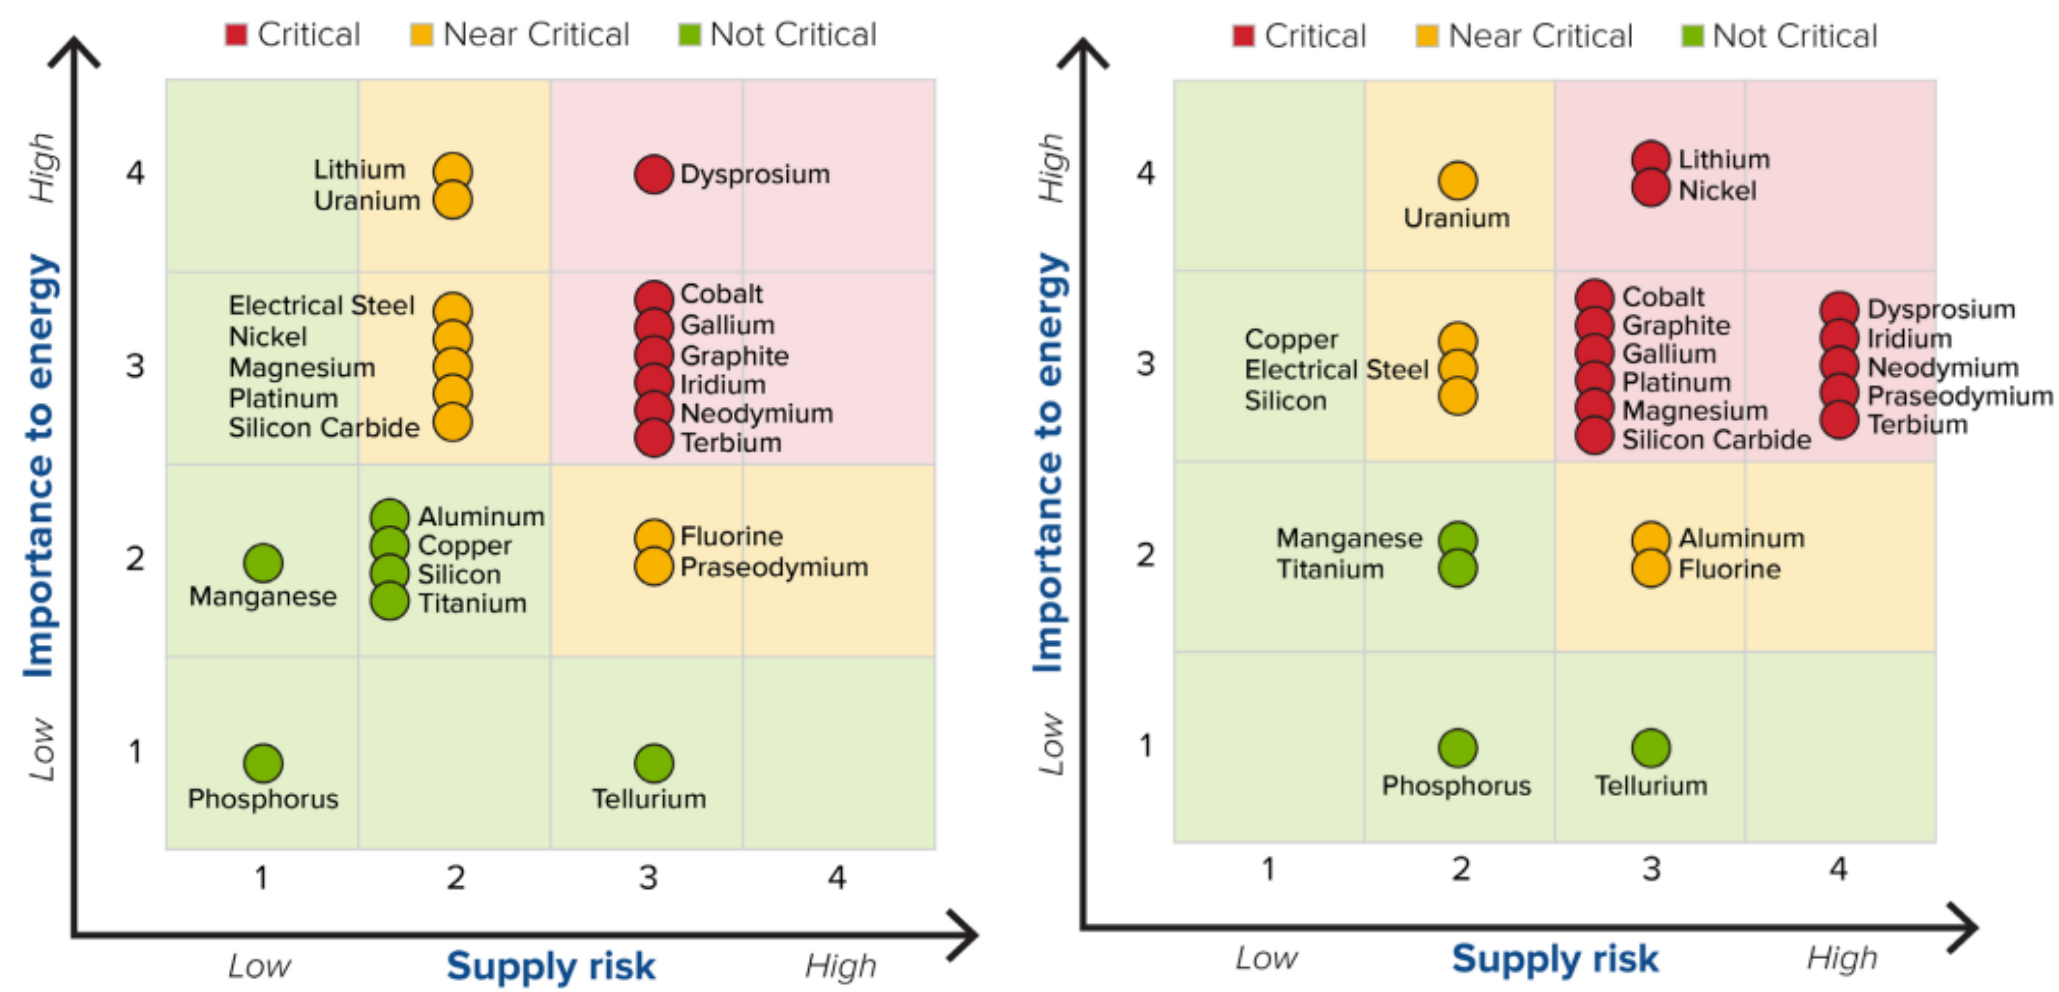 Critical
Near Critical
Not Critical
High
Importance to energy
Low
4
3
2
1
Lithium
Uranium
Dysprosium
Electrical Steel
Nickel
Magnesium
Platinum
Silicon Carbide
Cobalt
Gallium
Graphite
Iridium
Neodymium
Terbium
Manganese
Aluminum
Copper
Silicon
Titanium
Fluorine
Praseodymium
Phosphorus
Tellurium
1
2
3
4
Low
Supply risk
High
Critical
Near Critical
Not Critical
High
Importance to energy
Low
4
3
2
1
Uranium
Lithium
Nickel
Copper
Electrical Steel
Silicon
Cobalt
Graphite
Gallium
Platinum
Magnesium
Silicon Carbide
Dysprosium
Iridium
Neodymium
Praseodymium
Terbium
Manganese
Titanium
Aluminum
Fluorine
Phosphorus
Tellurium
1
2
3
4
Low
Supply risk
High